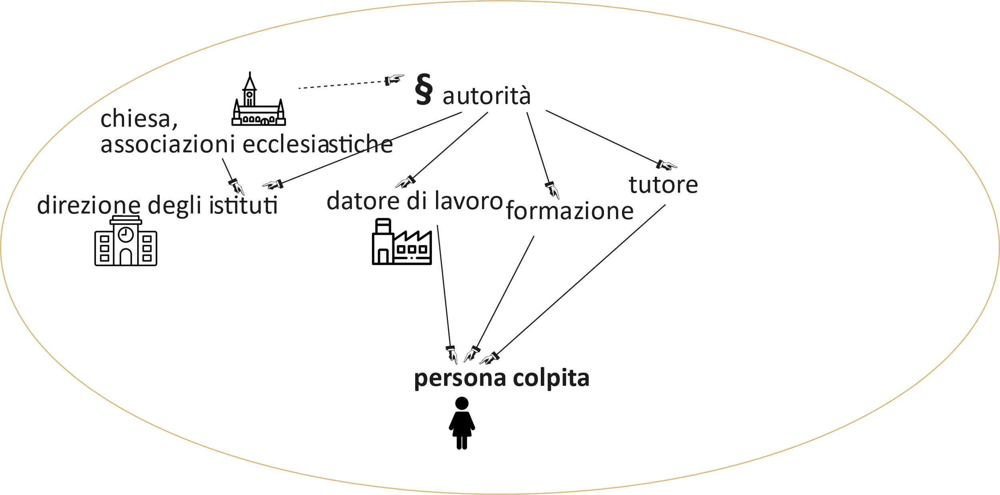 § autorità
chiesa,
associazioni ecclesiastiche
tutore
direzione degli istituti
datore di lavoro
formazione
persona colpita